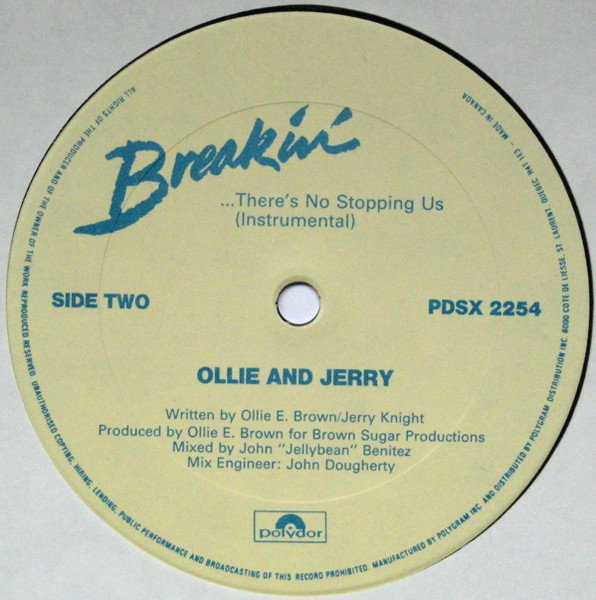 Breakin'
...There's No Stopping Us
(Instrumental)
SIDE TWO
PDSX 2254
OLLIE AND JERRY
Written by Ollie E. Brown/Jerry Knight
Produced by Ollie E. Brown for Brown Sugar Productions
Mixed by John "Jellybean" Benitez
Mix Engineer: John Dougherty
polydor
ALL RIGHTS OF THE PRODUCER AND OF THE OWNER OF THE WORK REPRODUCED RESERVED. UNAUTHORISED COPYING, HIRING, LENDING, PUBLIC PERFORMANCE AND BROADCASTING OF THIS RECORD PROHIBITED. MANUFACTURED BY POLYGRAM INC AND DISTRIBUTED BY POLYGRAM DISTRIBUTION INC 6000 COTE DE LIESSE, ST. LAURENT, QUEBEC H4T 1E3 - MADE IN CANADA